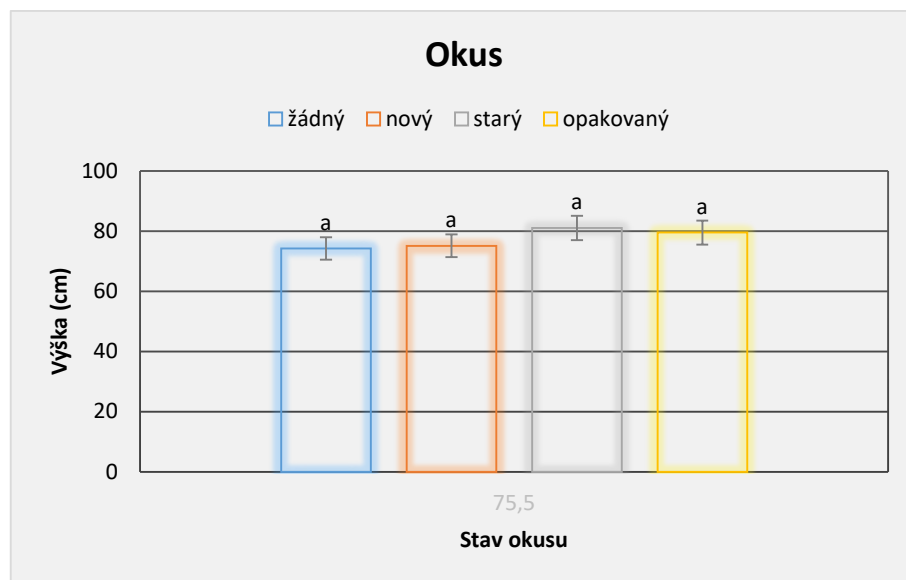 Okus
žádný nový starý opakovaný
100
80
60
40
20
0
Výška (cm)
a a a a
75,5
Stav okusu